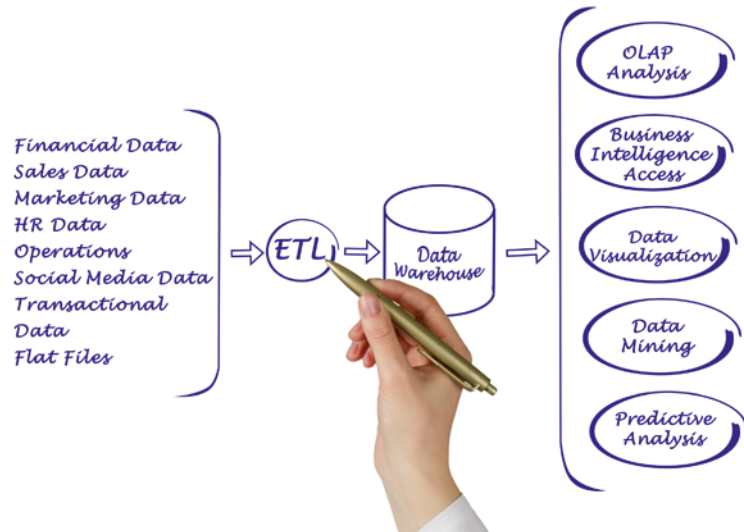 Financial Data
Sales Data
Marketing Data
HR Data
Operations
Social Media Data
Transactional
Data
Flat Files
ETL
Data
Warehouse
OLAP
Analysis
Business
Intelligence
Access
Data
Visualization
Data
Mining
Predictive
Analysis